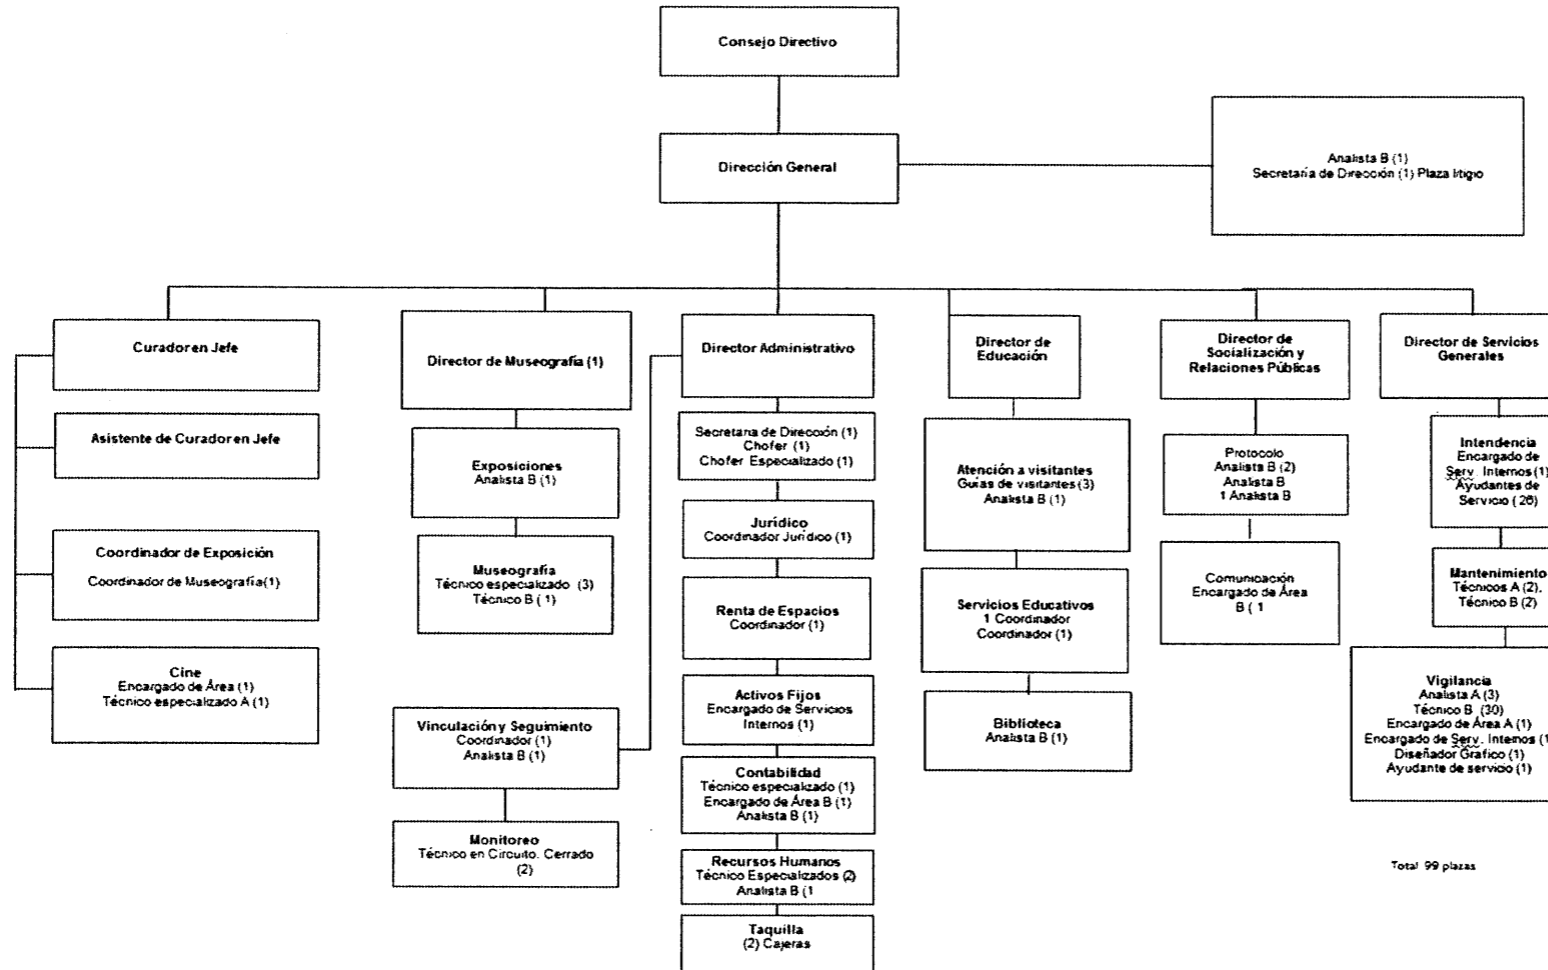 Consejo Directivo
Dirección General
Analista B (1)
Secretaría de Dirección (1) Plaza litigio
Curador en Jefe
Asistente de Curador en Jefe
Coordinador de Exposición
Coordinador de Museografía(1)
Cine
Encargado de Área (1)
Técnico especializado A (1)
Director de Museografía (1)
Exposiciones
Analista B (1)
Museografía
Técnico especializado (3)
Técnico B ( 1)
Vinculación y Seguimiento
Coordinador (1)
Analista B (1)
Monitoreo
Técnico en Circuito. Cerrado
(2)
Director Administrativo
Secretaria de Dirección (1)
Chofer (1)
Chofer Especializado (1)
Jurídico
Coordinador Jurídico (1)
Renta de Espacios
Coordinador (1)
Activos Fijos
Encargado de Servicios
Internos (1)
Contabilidad
Técnico especializado (1)
Encargado de Área B (1)
Analista B (1)
Recursos Humanos
Técnico Especializados (2)
Analista B (1
Taquilla
(2) Cajeras
Director de
Educación
Atención a visitantes
Guías de visitantes (3)
Analista B (1)
Servicios Educativos
1 Coordinador
Coordinador (1)
Biblioteca
Analista B (1)
Director de
Socialización y
Relaciones Públicas
Protocolo
Analista B (2)
Analista B
1 Analista B
Comunicación
Encargado de Área
B ( 1
Director de Servicios
Generales
Intendencia
Encargado de
Serv. Internos (1)
Ayudantes de
Servicio ( 26)
Mantenimiento
Técnicos A (2).
Técnico B (2)
Vigilancia
Analista A (3)
Técnico B (30)
Encargado de Área A (1)
Encargado de Serv. Internos (1
Diseñador Grafico (1)
Ayudante de servicio (1)
Total 99 plazas